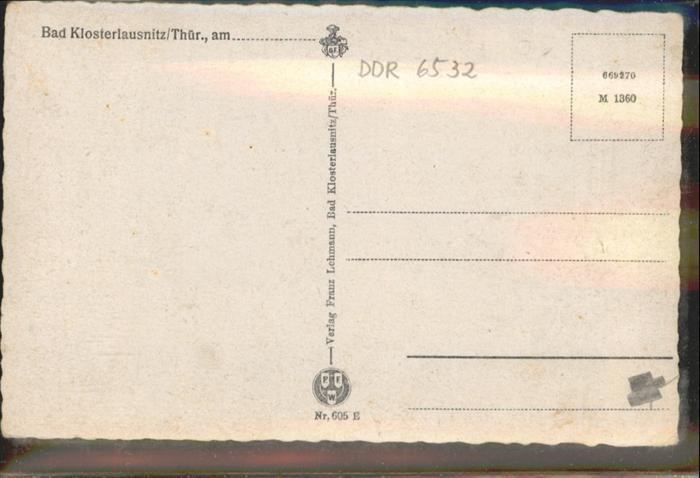 Bad Klosterlausnitz/Thür., am
DDR 6532
669270
M 1360
Verlag Franz Lehmann, Bad Klosterlausnitz/Thür.
Nr. 605 E